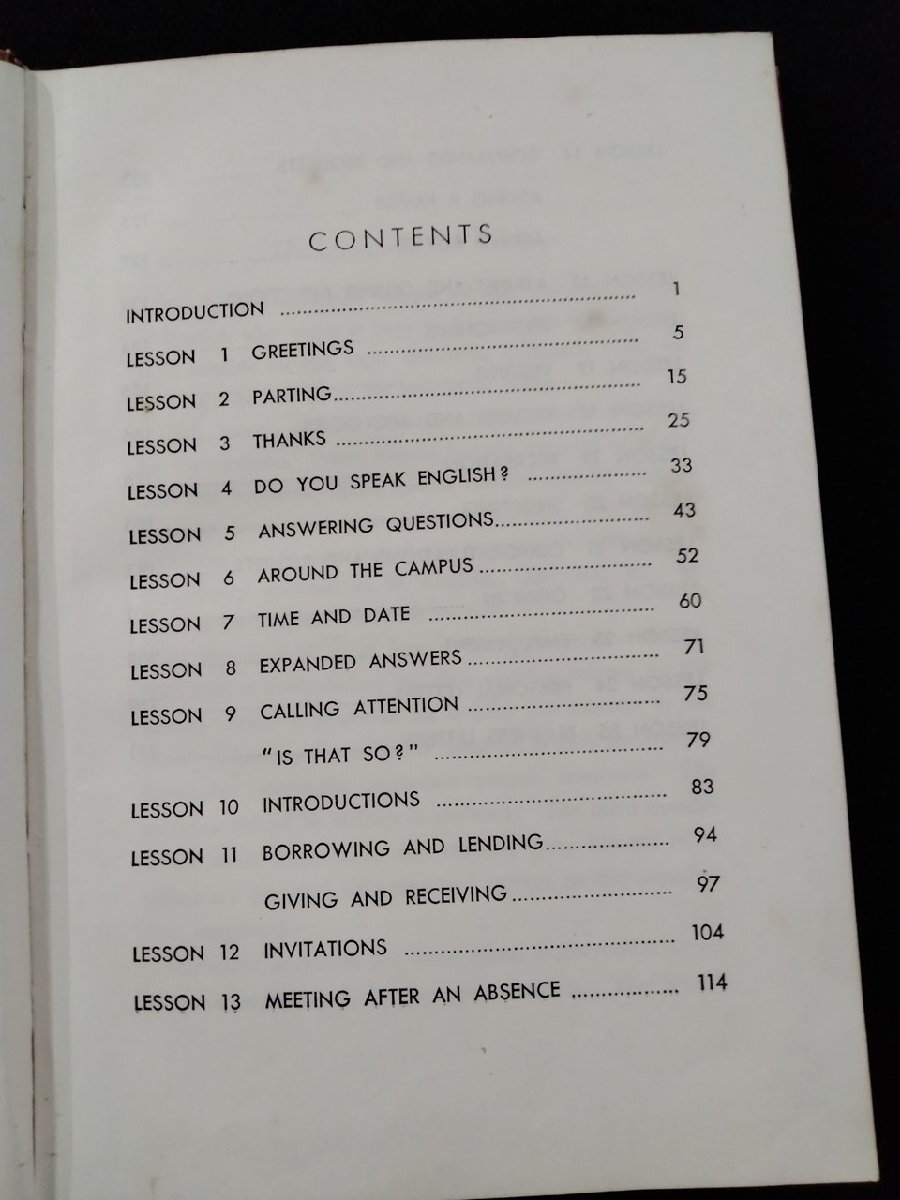 CONTENTS
INTRODUCTION ........ 1
LESSON 1 GREETINGS ........ 5
LESSON 2 PARTING ........ 15
LESSON 3 THANKS ........ 25
LESSON 4 DO YOU SPEAK ENGLISH? ........ 33
LESSON 5 ANSWERING QUESTIONS ........ 43
LESSON 6 AROUND THE CAMPUS ........ 52
LESSON 7 TIME AND DATE ........ 60
LESSON 8 EXPANDED ANSWERS ........ 71
LESSON 9 CALLING ATTENTION ........ 75
"IS THAT SO?" ........ 79
LESSON 10 INTRODUCTIONS ........ 83
LESSON 11 BORROWING AND LENDING ........ 94
GIVING AND RECEIVING ........ 97
LESSON 12 INVITATIONS ........ 104
LESSON 13 MEETING AFTER AN ABSENCE ........ 114